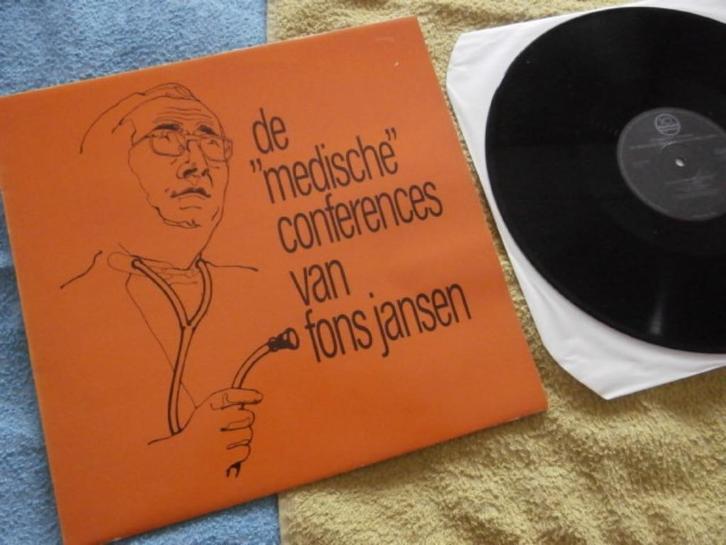 de
"medische"
conferences
van
fons jansen